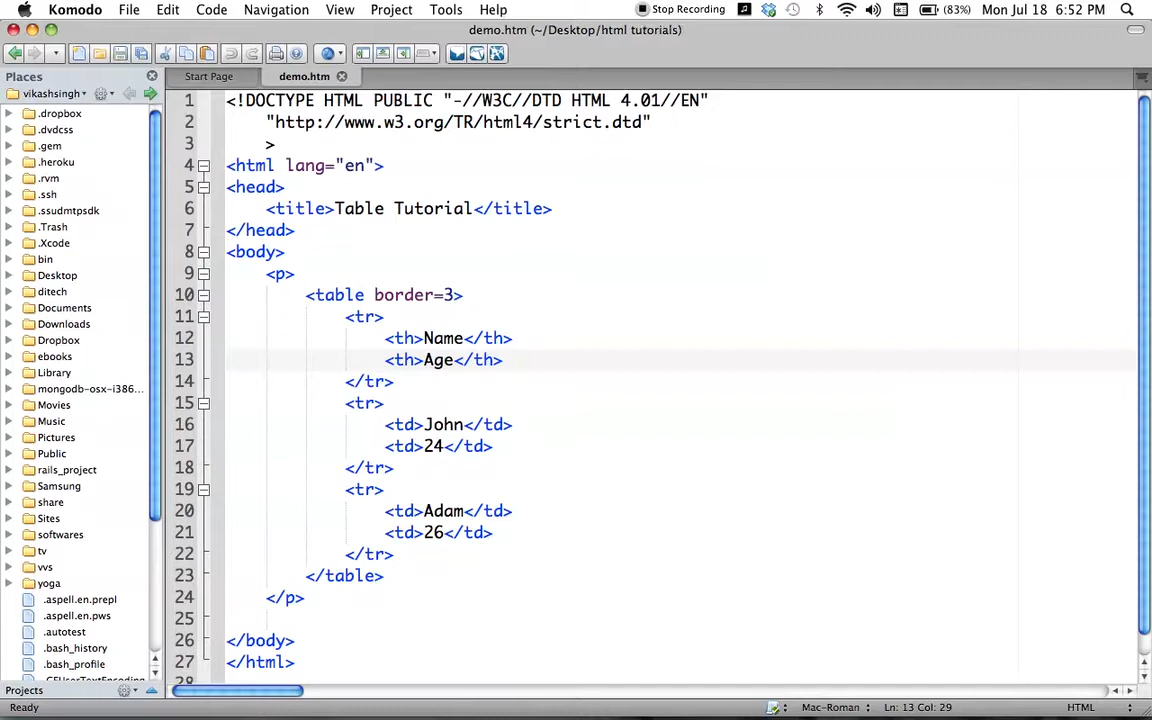 Komodo File Edit Code Navigation View Project Tools Help Stop Recording (83%) Mon Jul 18 6:52 PM
demo.htm (~/Desktop/html tutorials)
Places
Start Page
demo.htm
vikashsingh
.dropbox
.dvdcss
.gem
.heroku
.rvm
.ssh
.ssudmtpsdk
.Trash
.Xcode
bin
Desktop
ditech
Documents
Downloads
Dropbox
ebooks
Library
mongodb-osx-i386...
Movies
Music
Pictures
Public
rails_project
Samsung
share
Sites
softwares
tv
vvs
yoga
.aspell.en.prepl
.aspell.en.pws
.autotest
.bash_history
.bash_profile
.CFUserTextEncoding
Projects
1 <!DOCTYPE HTML PUBLIC "-//W3C//DTD HTML 4.01//EN"
2 "http://www.w3.org/TR/html4/strict.dtd"
3 >
4 <html lang="en">
5 <head>
6 <title>Table Tutorial</title>
7 </head>
8 <body>
9 <p>
10 <table border=3>
11 <tr>
12 <th>Name</th>
13 <th>Age</th>
14 </tr>
15 <tr>
16 <td>John</td>
17 <td>24</td>
18 </tr>
19 <tr>
20 <td>Adam</td>
21 <td>26</td>
22 </tr>
23 </table>
24 </p>
25
26 </body>
27 </html>
28
Ready Mac-Roman Ln: 13 Col: 29 HTML